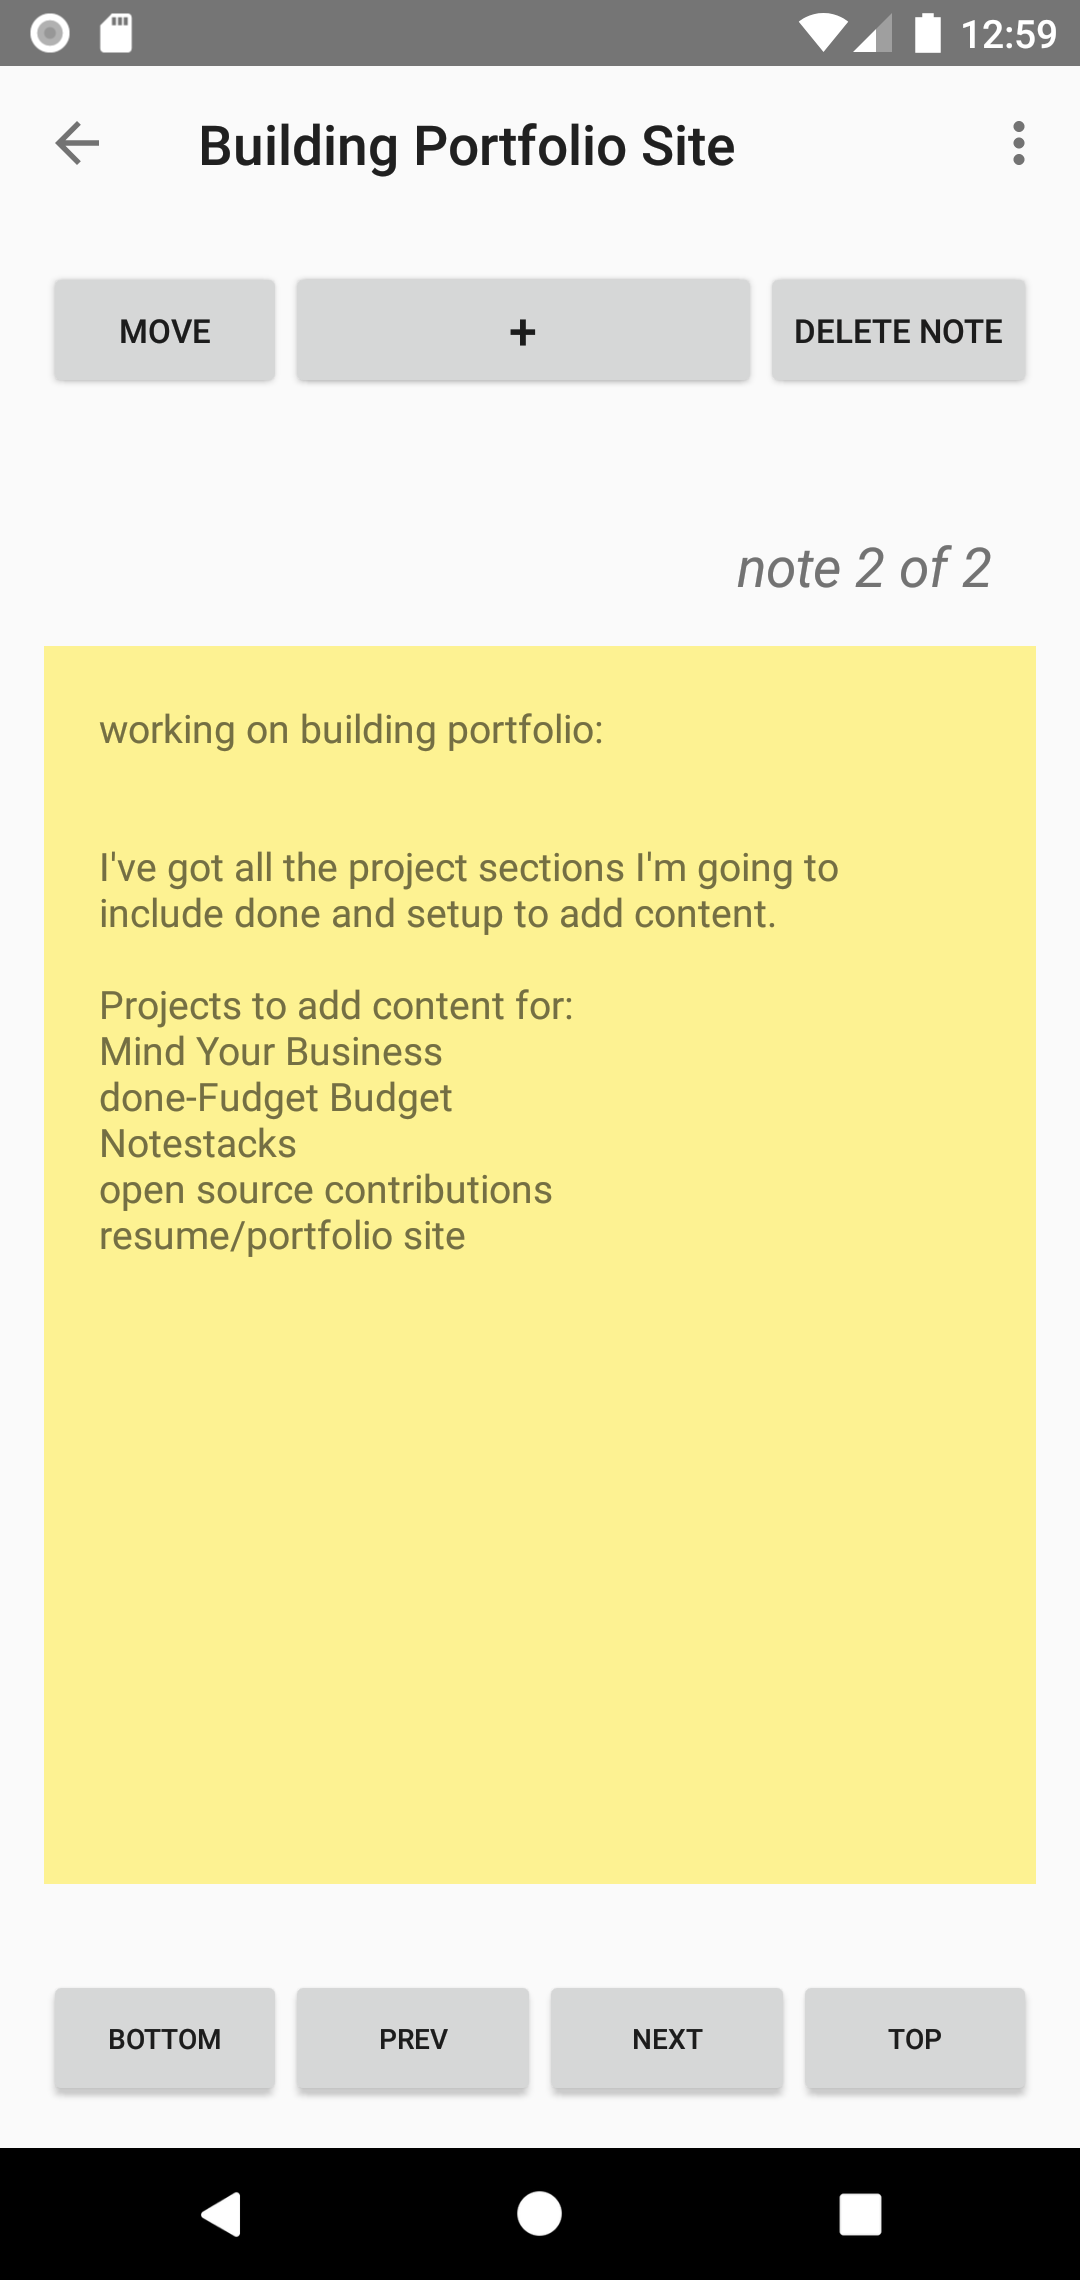 12:59
Building Portfolio Site
MOVE
+
DELETE NOTE
note 2 of 2
working on building portfolio:
I've got all the project sections I'm going to
include done and setup to add content.
Projects to add content for:
Mind Your Business
done-Fudget Budget
Notestacks
open source contributions
resume/portfolio site
BOTTOM
PREV
NEXT
TOP